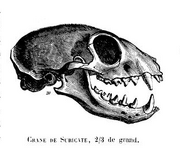 CRANE DE SURICATE, 2/3 de grand.